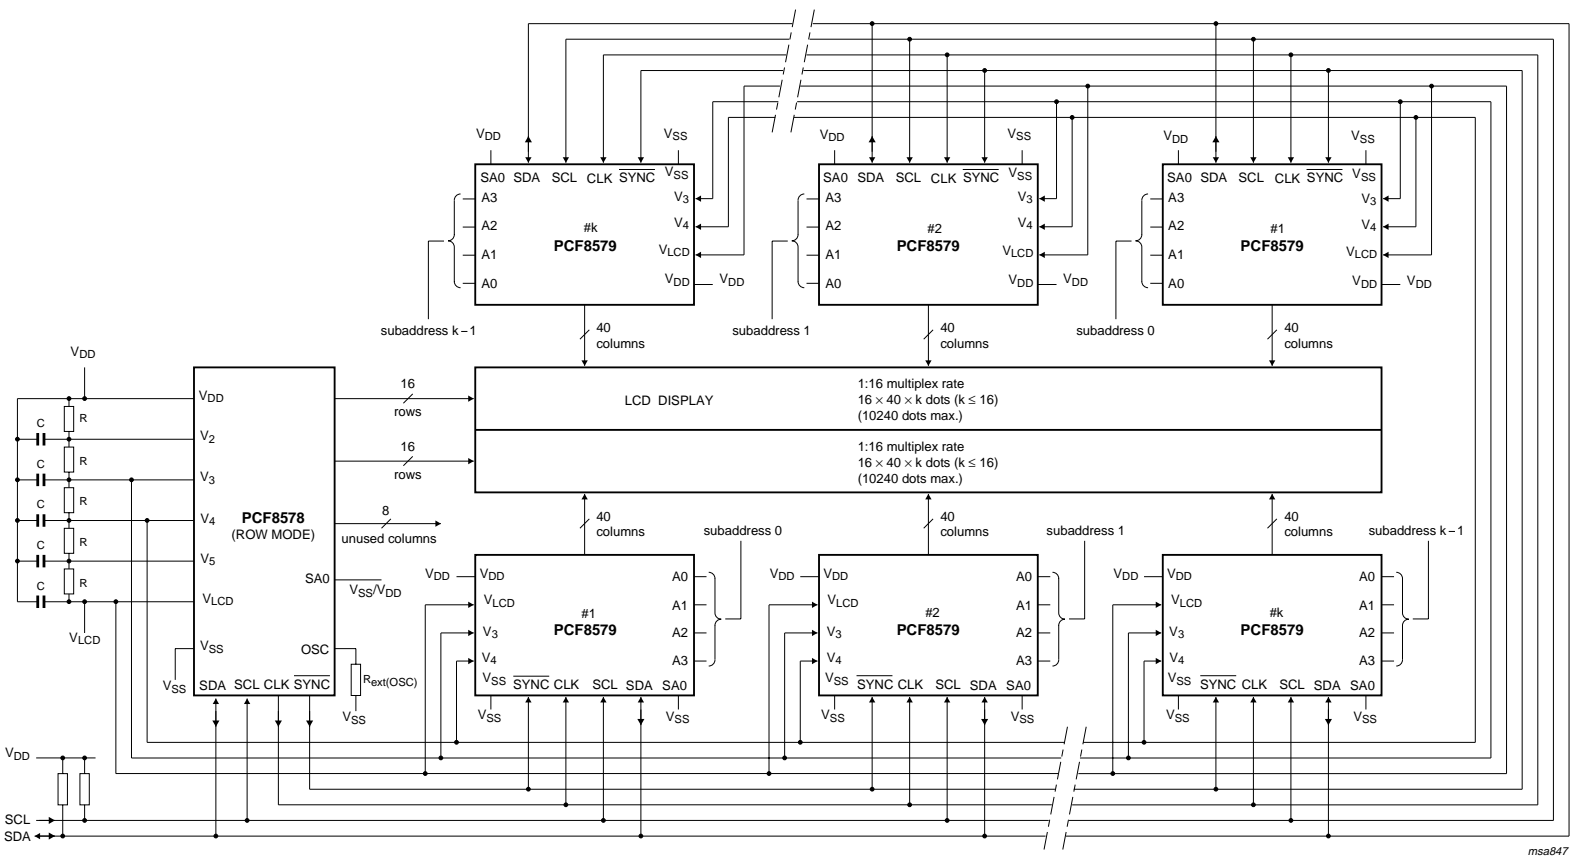 VDD VSS VDD VSS VDD VSS
SA0 SDA SCL CLK SYNC VSS
A3 V3
A2 V4
A1 VLCD
A0 VDD VDD
#k
PCF8579
subaddress k−1
40
columns
SA0 SDA SCL CLK SYNC VSS
A3 V3
A2 V4
A1 VLCD
A0 VDD VDD
#2
PCF8579
subaddress 1
40
columns
SA0 SDA SCL CLK SYNC VSS
A3 V3
A2 V4
A1 VLCD
A0 VDD VDD
#1
PCF8579
subaddress 0
40
columns
VDD
C R
C R
C R
C R
C R
VLCD
VDD
V2
V3
V4
V5
VLCD
VSS
VSS
PCF8578
(ROW MODE)
SA0
VSS/VDD
OSC
Rext(OSC)
VSS
SDA SCL CLK SYNC
16
rows
16
rows
8
unused columns
LCD DISPLAY
1:16 multiplex rate
16 × 40 × k dots (k ≤ 16)
(10240 dots max.)
1:16 multiplex rate
16 × 40 × k dots (k ≤ 16)
(10240 dots max.)
40
columns
subaddress 0
VDD VDD A0
VLCD A1
V3 A2
V4 A3
#1
PCF8579
VSS SYNC CLK SCL SDA SA0
VSS VSS
40
columns
subaddress 1
VDD VDD A0
VLCD A1
V3 A2
V4 A3
#2
PCF8579
VSS SYNC CLK SCL SDA SA0
VSS VSS
40
columns
subaddress k−1
VDD VDD A0
VLCD A1
V3 A2
V4 A3
#k
PCF8579
VSS SYNC CLK SCL SDA SA0
VSS VSS
VDD
SCL
SDA
msa847